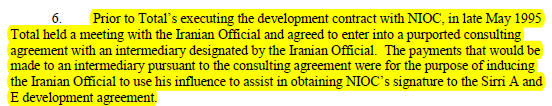 6. Prior to Total's executing the development contract with NIOC, in late May 1995
Total held a meeting with the Iranian Official and agreed to enter into a purported consulting
agreement with an intermediary designated by the Iranian Official. The payments that would be
made to an intermediary pursuant to the consulting agreement were for the purpose of inducing
the Iranian Official to use his influence to assist in obtaining NIOC's signature to the Sirri A and
E development agreement.